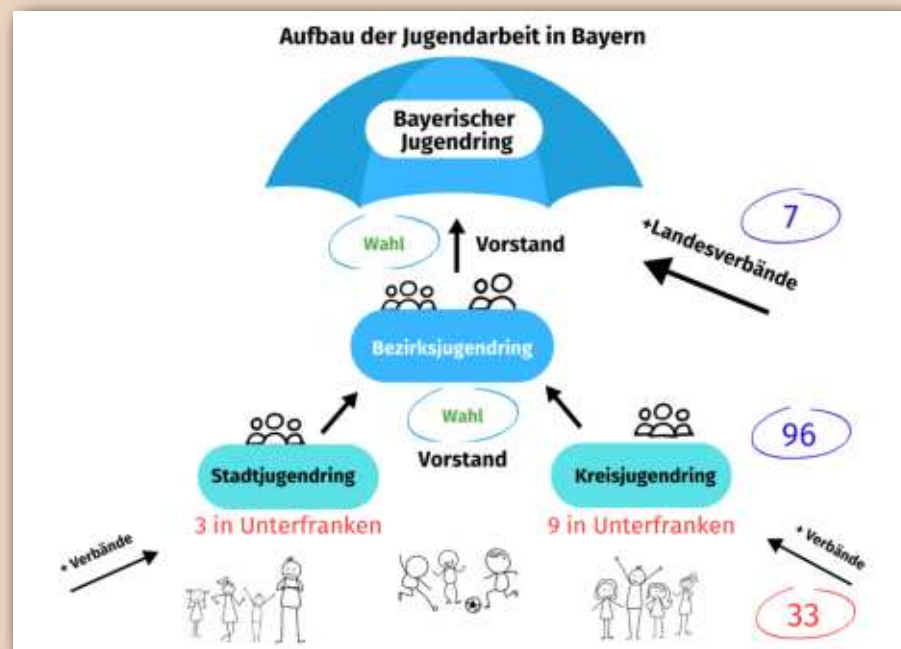 Aufbau der Jugendarbeit in Bayern
Bayerischer
Jugendring
7
Wahl
Vorstand
+Landesverbände
Bezirksjugendring
Wahl
96
Vorstand
Stadtjugendring
Kreisjugendring
3 in Unterfranken
9 in Unterfranken
+ Verbände
+ Verbände
33